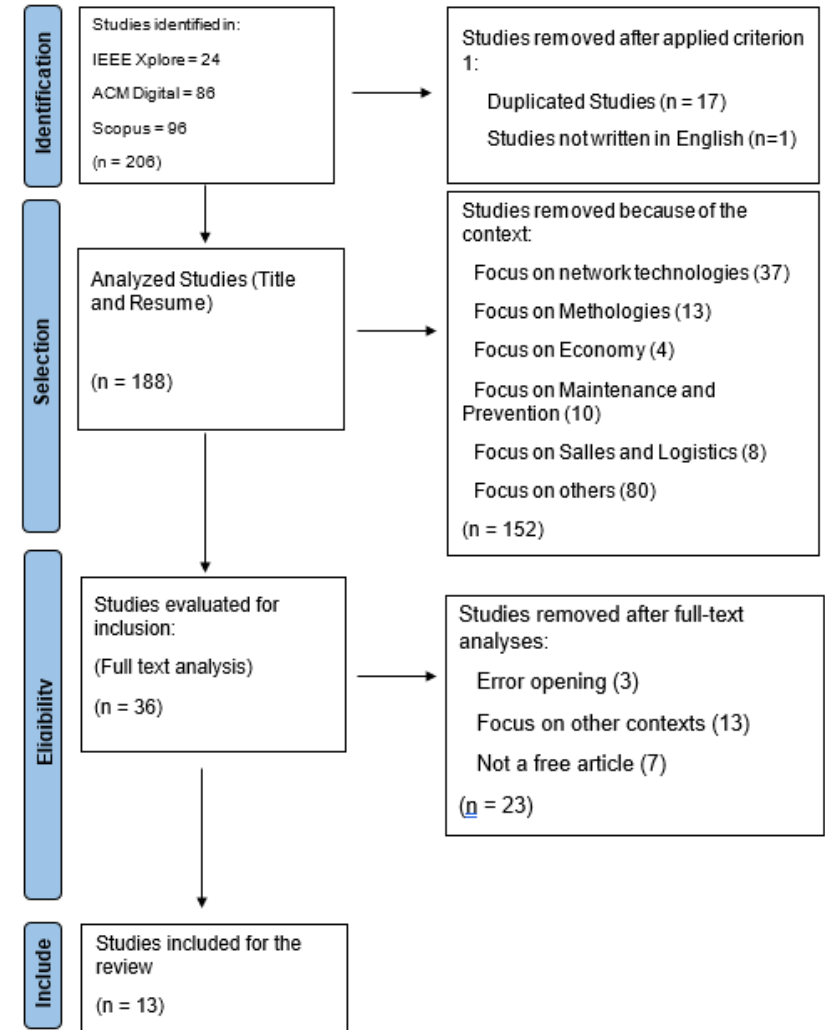 Identification
Studies identified in:
IEEE Xplore = 24
ACM Digital = 86
Scopus = 96
(n = 206)
Studies removed after applied criterion
1:
Duplicated Studies (n = 17)
Studies not written in English (n=1)
Selection
Analyzed Studies (Title
and Resume)
(n = 188)
Studies removed because of the
context:
Focus on network technologies (37)
Focus on Methologies (13)
Focus on Economy (4)
Focus on Maintenance and
Prevention (10)
Focus on Salles and Logistics (8)
Focus on others (80)
(n = 152)
Eligibility
Studies evaluated for
inclusion:
(Full text analysis)
(n = 36)
Studies removed after full-text
analyses:
Error opening (3)
Focus on other contexts (13)
Not a free article (7)
(n = 23)
Include
Studies included for the
review
(n = 13)